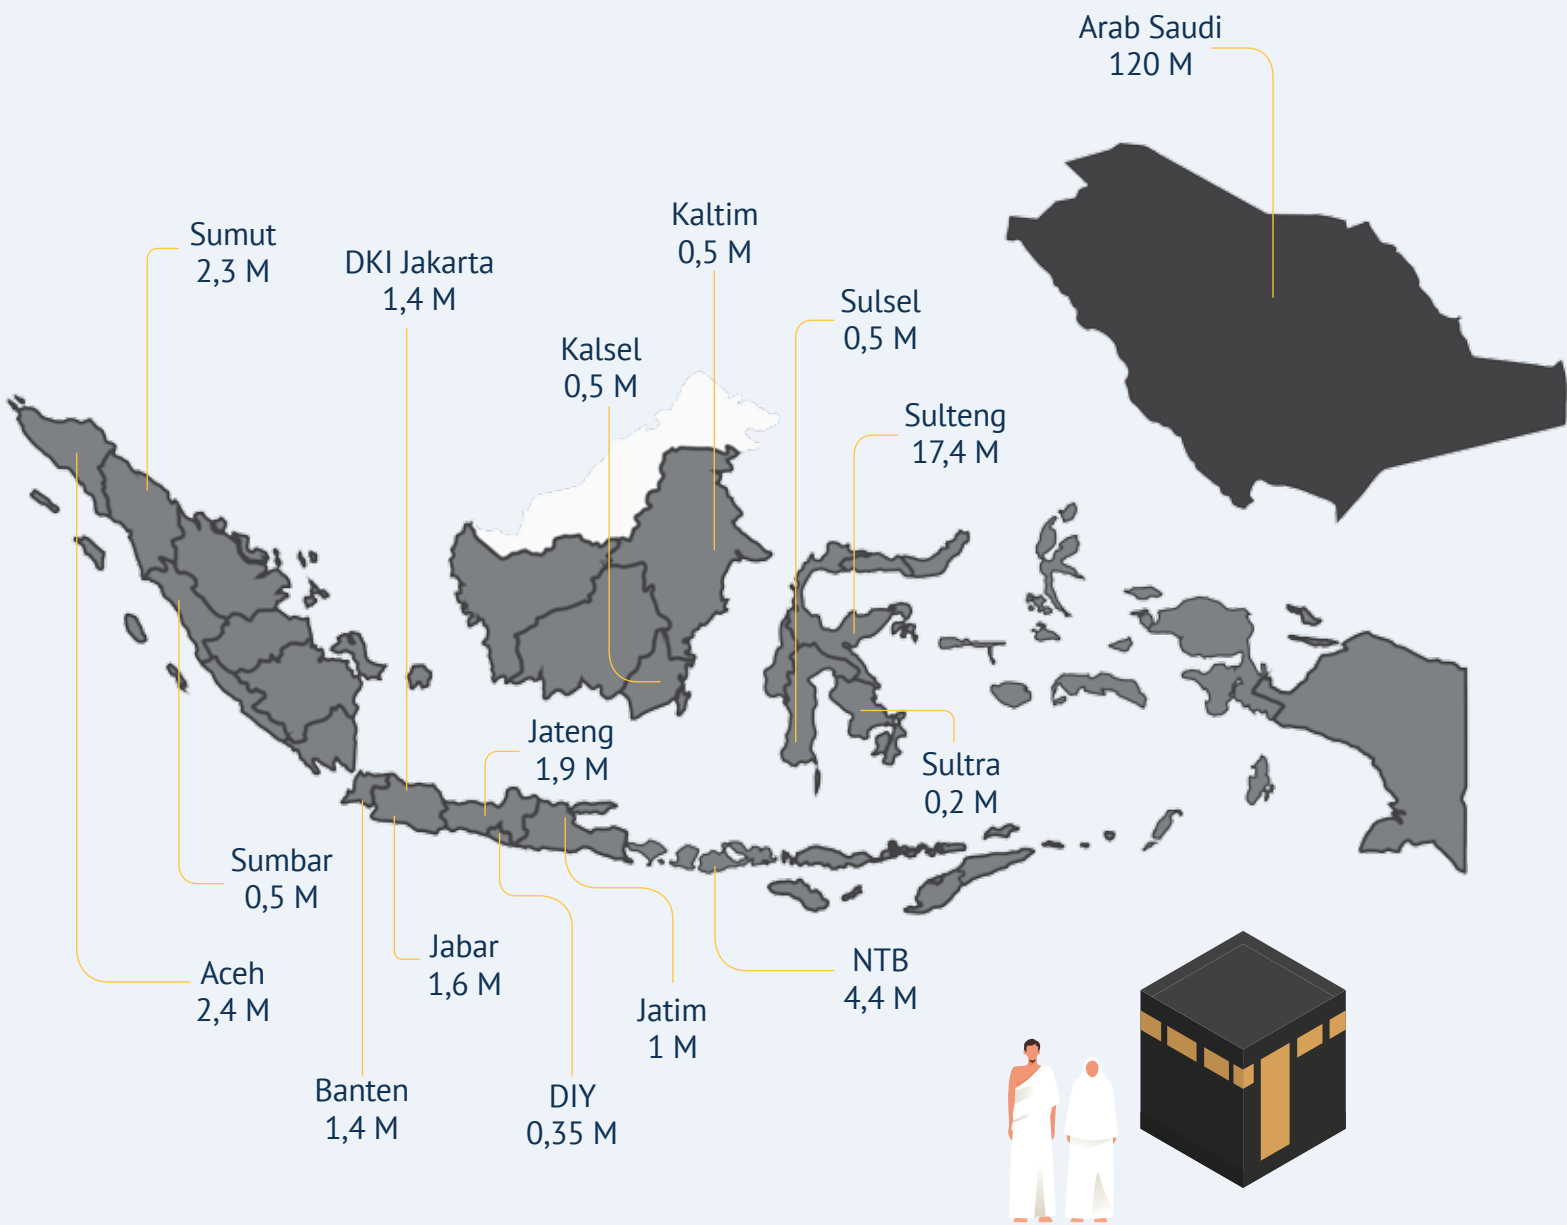 Arab Saudi
120 M
Kaltim
0,5 M
Sumut
2,3 M
DKI Jakarta
1,4 M
Sulsel
0,5 M
Kalsel
0,5 M
Sulteng
17,4 M
Jateng
1,9 M
Sultra
0,2 M
Sumbar
0,5 M
Jabar
1,6 M
NTB
4,4 M
Aceh
2,4 M
Jatim
1 M
Banten
1,4 M
DIY
0,35 M